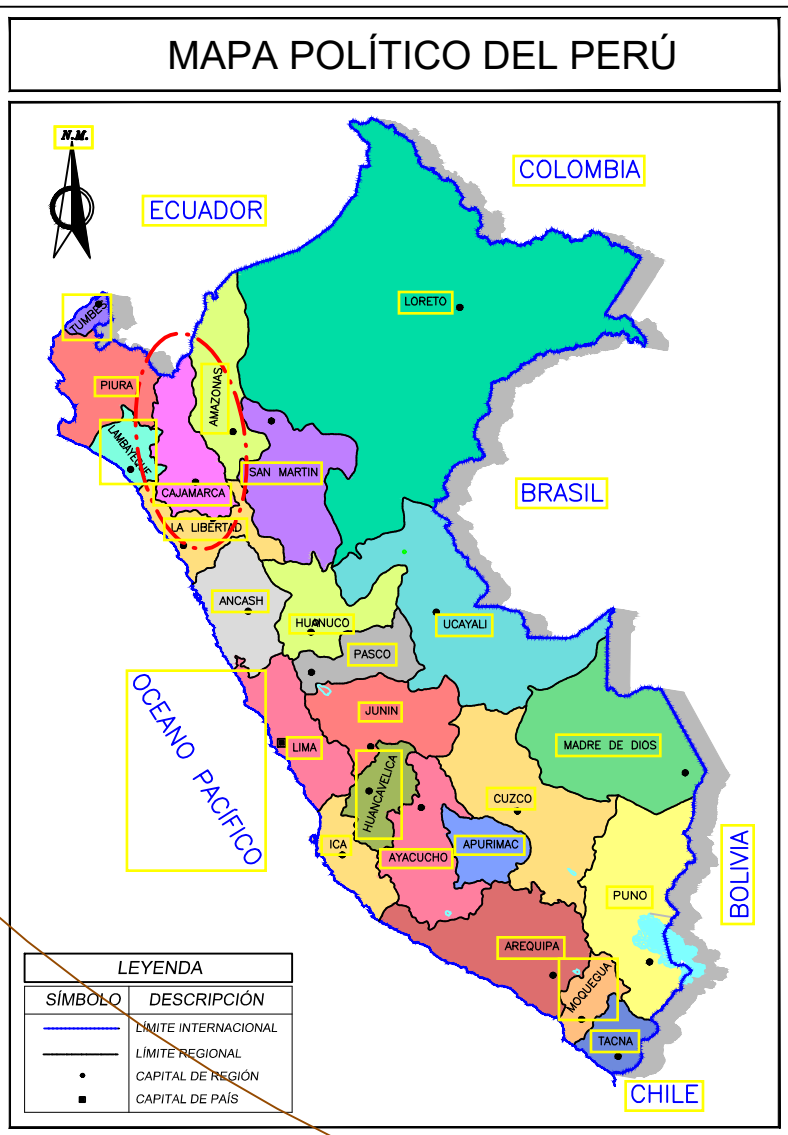 MAPA POLÍTICO DEL PERÚ
N.M.
COLOMBIA
ECUADOR
LORETO
TUMBES
PIURA
AMAZONAS
LAMBAYEQUE
SAN MARTIN
CAJAMARCA
BRASIL
LA LIBERTAD
ANCASH
HUANUCO
UCAYALI
PASCO
OCEANO PACÍFICO
JUNIN
LIMA
MADRE DE DIOS
HUANCAVELICA
CUZCO
ICA
AYACUCHO
APURIMAC
BOLIVIA
PUNO
AREQUIPA
MOQUEGUA
TACNA
CHILE
LEYENDA
SÍMBOLO DESCRIPCIÓN
LÍMITE INTERNACIONAL
LÍMITE REGIONAL
CAPITAL DE REGIÓN
CAPITAL DE PAÍS